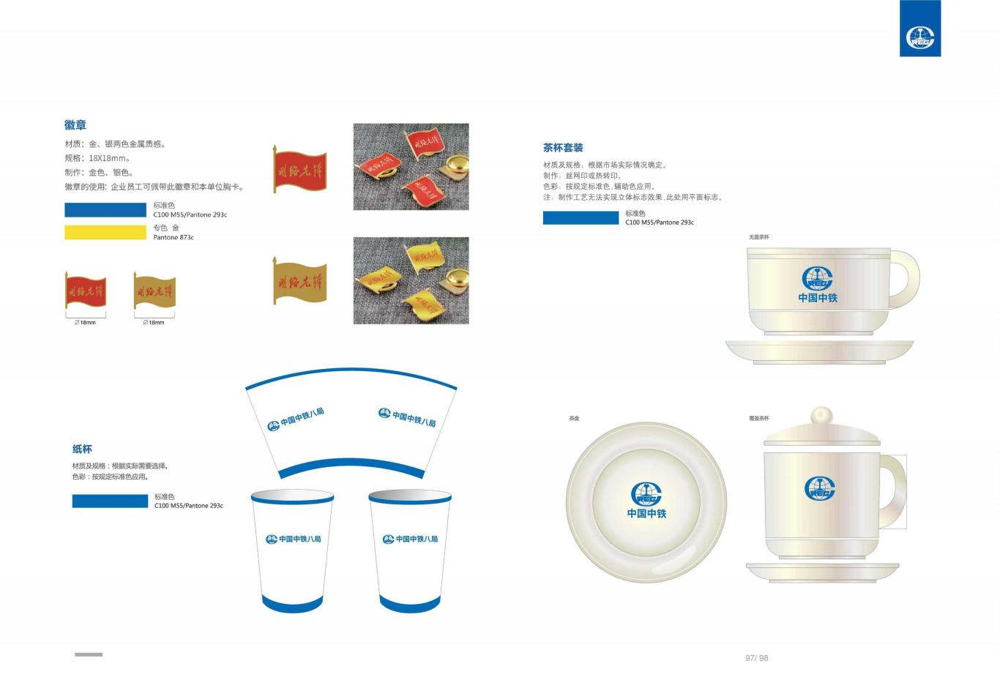 CREC
徽章
材质：金、银两色金属质感。
规格：18X18mm。
制作：金色、银色。
徽章的使用：企业员工可佩带此徽章和本单位胸卡。
标准色
C100 M55/Pantone 293c
专色 金
Pantone 873c
Ø18mm
Ø18mm
纸杯
材质及规格：根据实际需要选择。
色彩：按规定标准色应用。
标准色
C100 M55/Pantone 293c
中国中铁八局
中国中铁八局
中国中铁八局
中国中铁八局
茶杯套装
材质及规格：根据市场实际情况确定。
制作：丝网印或热转印。
色彩：按规定标准色,辅助色应用。
注：制作工艺无法实现立体标志效果,此处用平面标志。
标准色
C100 M55/Pantone 293c
无盖茶杯
CREC
中国中铁
茶盘
CREC
中国中铁
覆盖茶杯
CREC
97/ 98